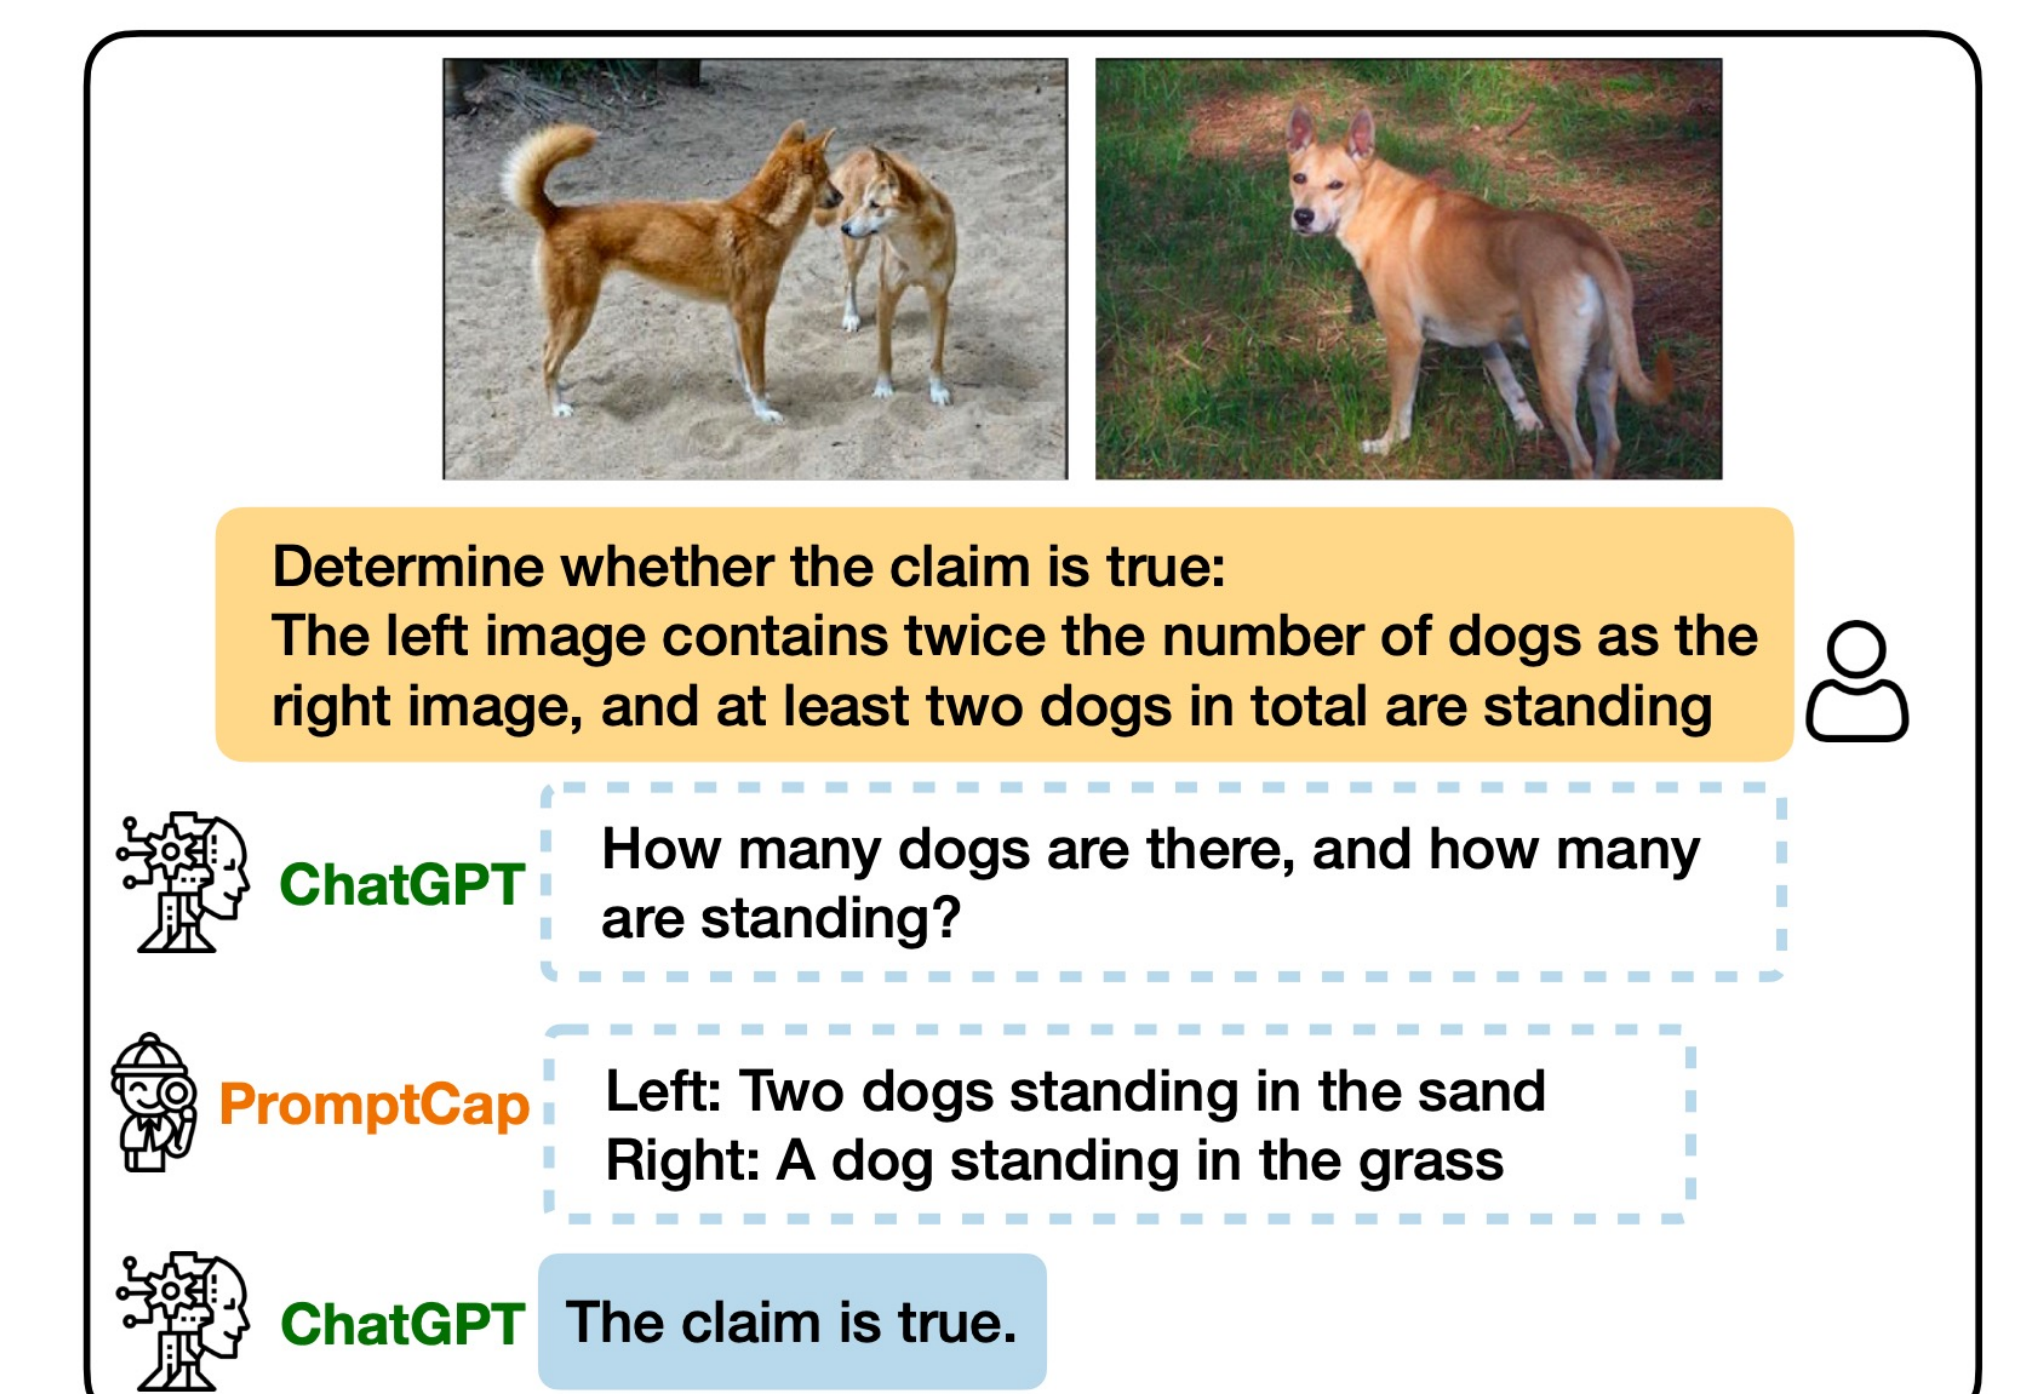 Determine whether the claim is true:
The left image contains twice the number of dogs as the
right image, and at least two dogs in total are standing
ChatGPT
How many dogs are there, and how many
are standing?
PromptCap
Left: Two dogs standing in the sand
Right: A dog standing in the grass
ChatGPT
The claim is true.